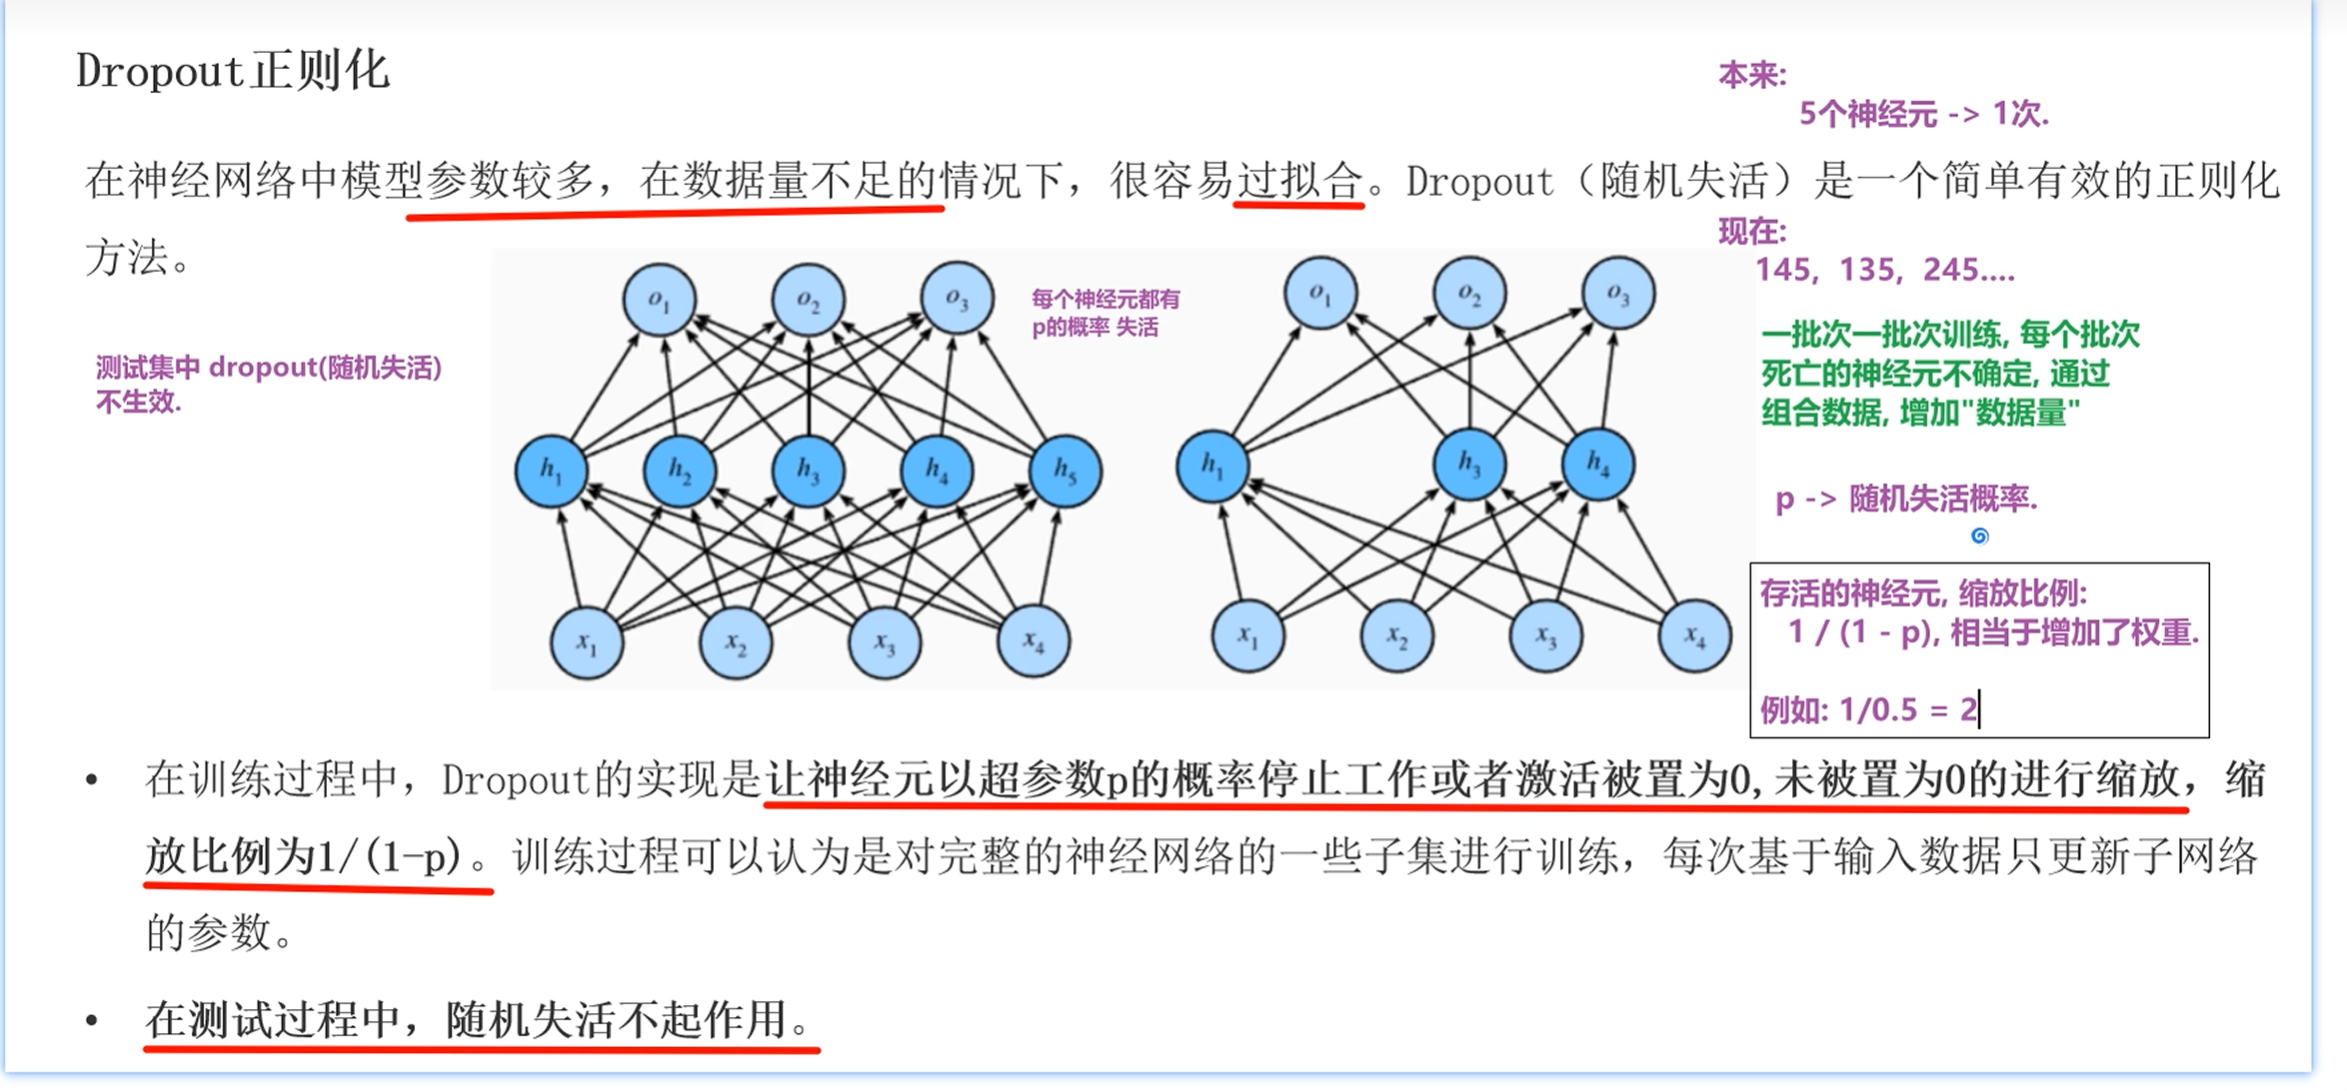 Dropout正则化
本来:
5个神经元 -> 1次.
在神经网络中模型参数较多，在数据量不足的情况下，很容易过拟合。Dropout（随机失活）是一个简单有效的正则化
方法。
现在:
145, 135, 245....
每个神经元都有
p的概率 失活
测试集中 dropout(随机失活)
不生效.
一批次一批次训练, 每个批次
死亡的神经元不确定, 通过
组合数据, 增加"数据量"
p -> 随机失活概率.
存活的神经元, 缩放比例:
1 / (1 - p), 相当于增加了权重.
例如: 1/0.5 = 2
o1 o2 o3
h1 h2 h3 h4 h5
x1 x2 x3 x4
o1 o2 o3
h1 h3 h4
x1 x2 x3 x4
• 在训练过程中，Dropout的实现是让神经元以超参数p的概率停止工作或者激活被置为0,未被置为0的进行缩放，缩
放比例为1/(1-p)。训练过程可以认为是对完整的神经网络的一些子集进行训练，每次基于输入数据只更新子网络
的参数。
• 在测试过程中，随机失活不起作用。